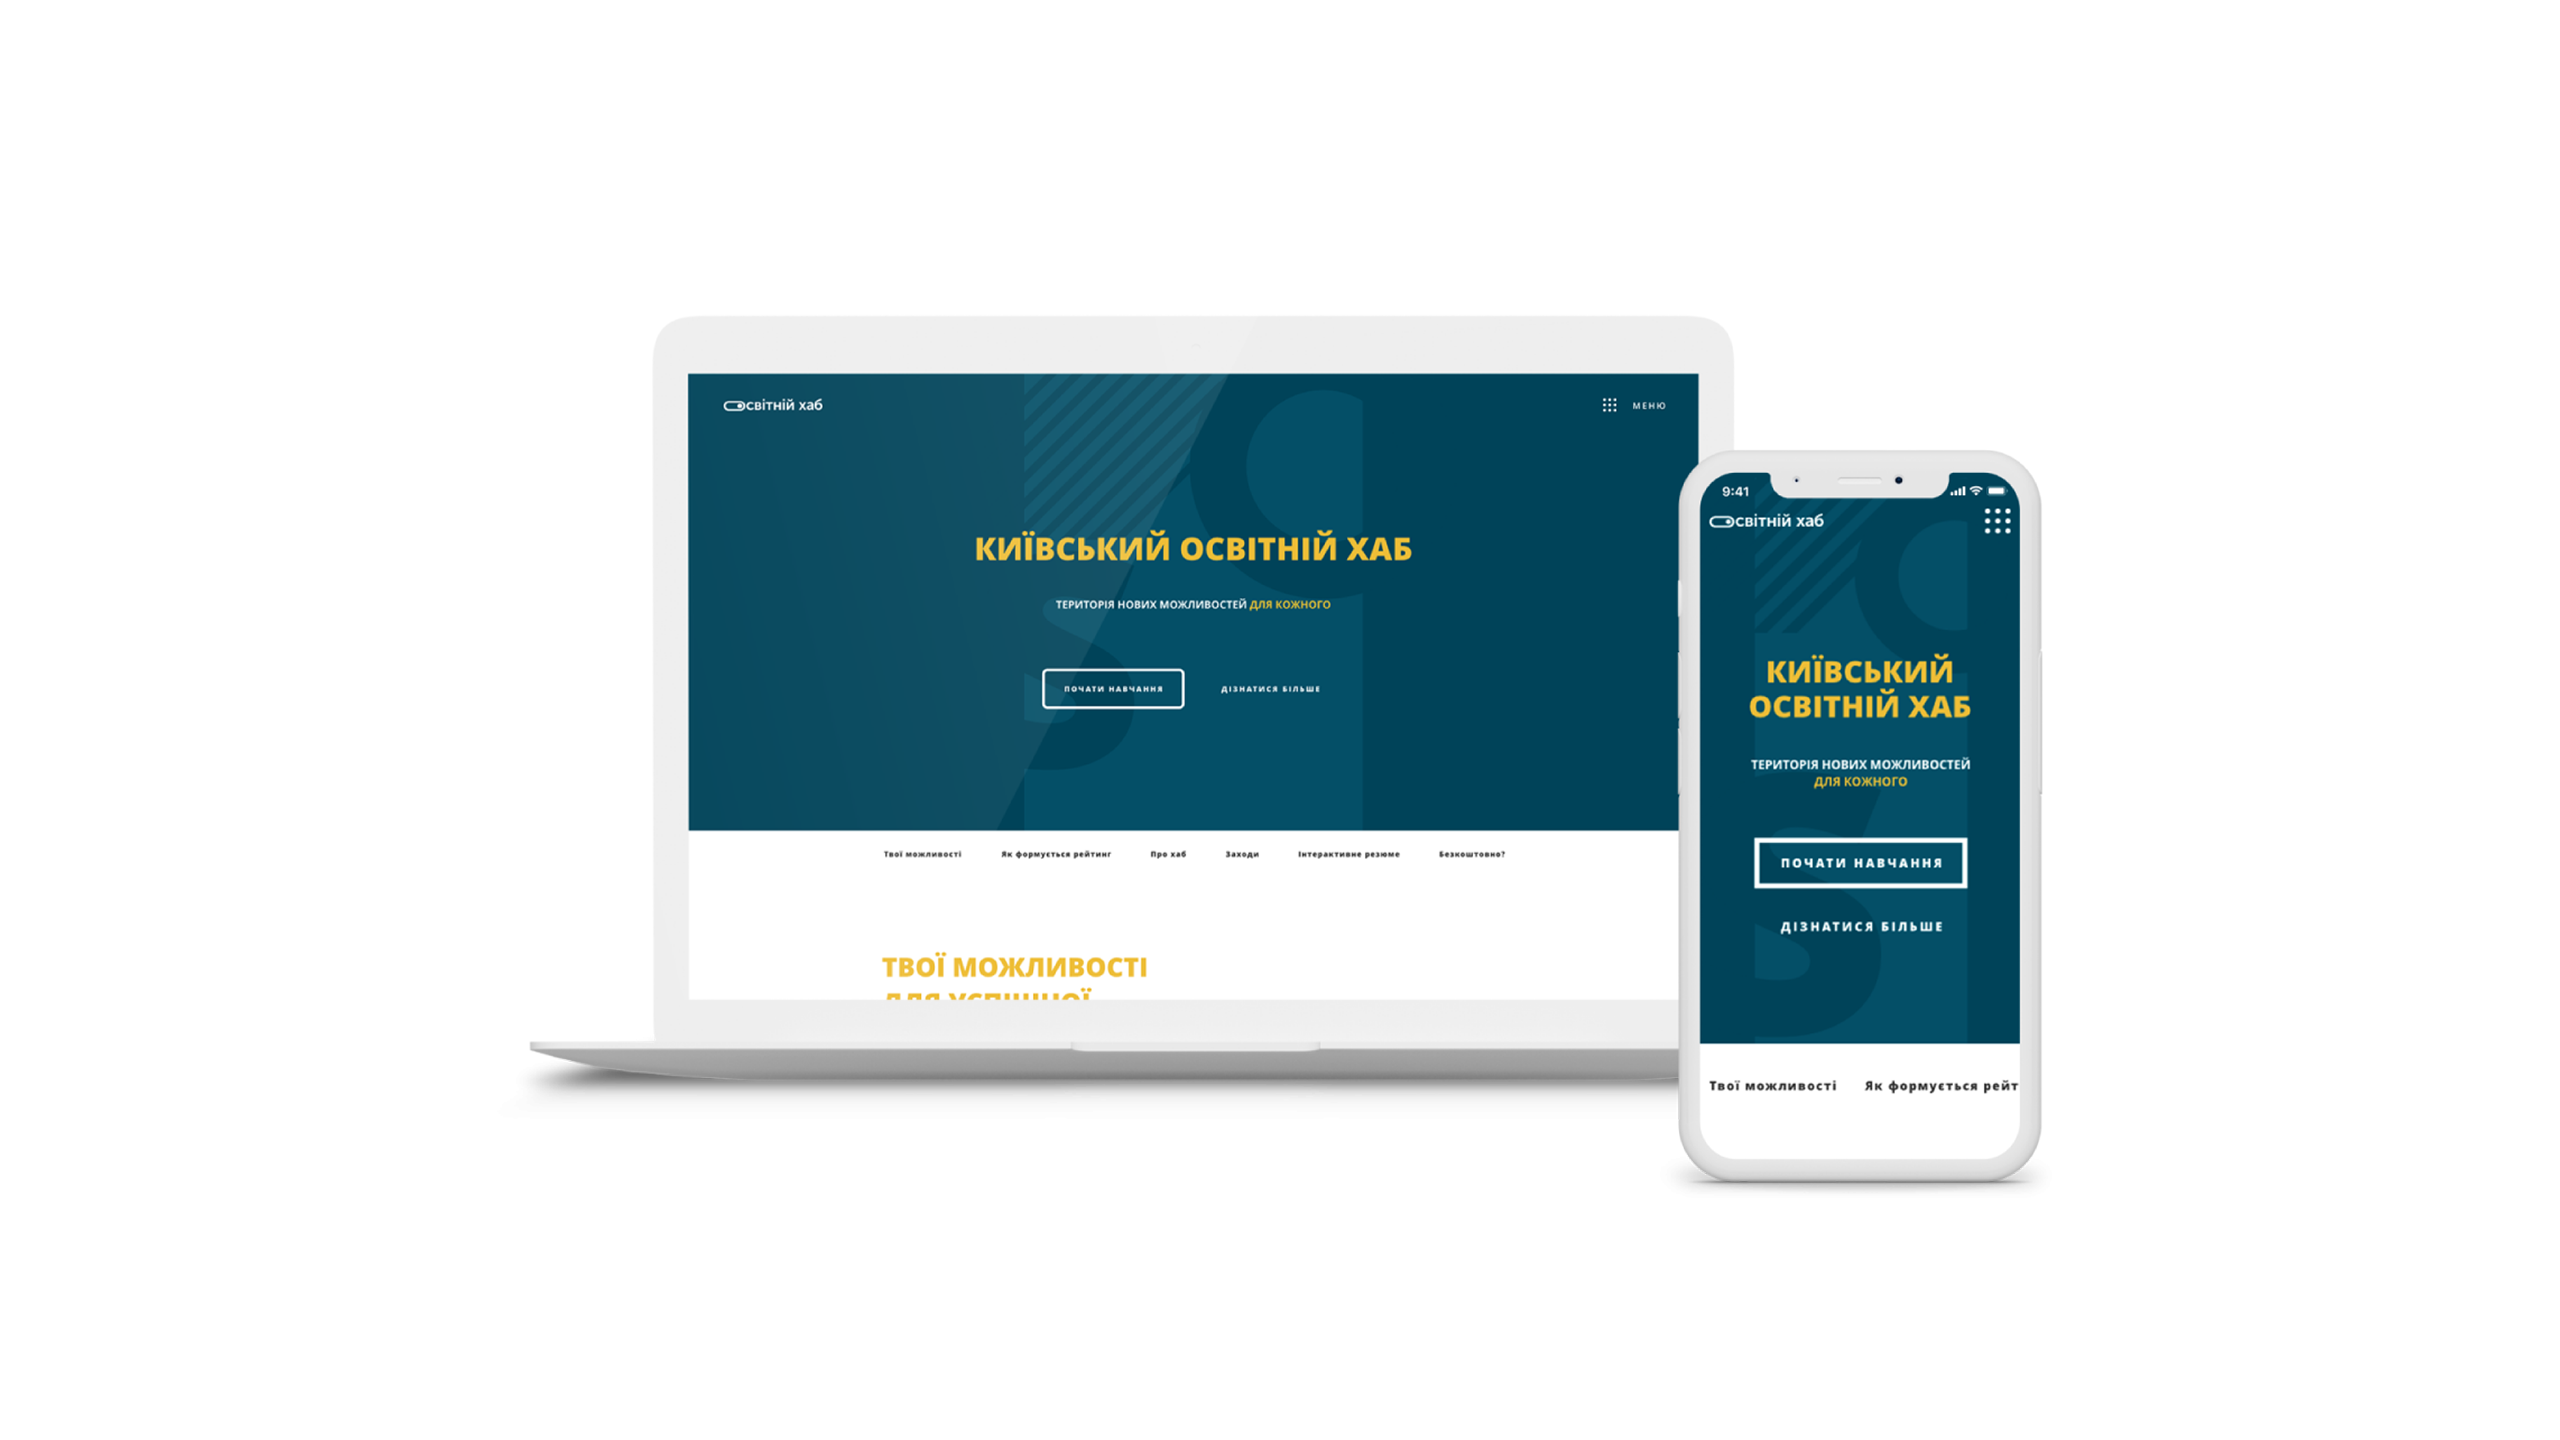 освітній хаб
МЕНЮ
КИЇВСЬКИЙ ОСВІТНІЙ ХАБ
ТЕРИТОРІЯ НОВИХ МОЖЛИВОСТЕЙ ДЛЯ КОЖНОГО
ПОЧАТИ НАВЧАННЯ
ДІЗНАТИСЯ БІЛЬШЕ
Твої можливості
Як формується рейтинг
Про хаб
Заходи
Інтерактивне резюме
Безкоштовно?
ТВОЇ МОЖЛИВОСТІ
ДЛЯ УСПІШНОЇ
9:41
освітній хаб
КИЇВСЬКИЙ
ОСВІТНІЙ ХАБ
ТЕРИТОРІЯ НОВИХ МОЖЛИВОСТЕЙ
ДЛЯ КОЖНОГО
ПОЧАТИ НАВЧАННЯ
ДІЗНАТИСЯ БІЛЬШЕ
Твої можливості
Як формується рейт